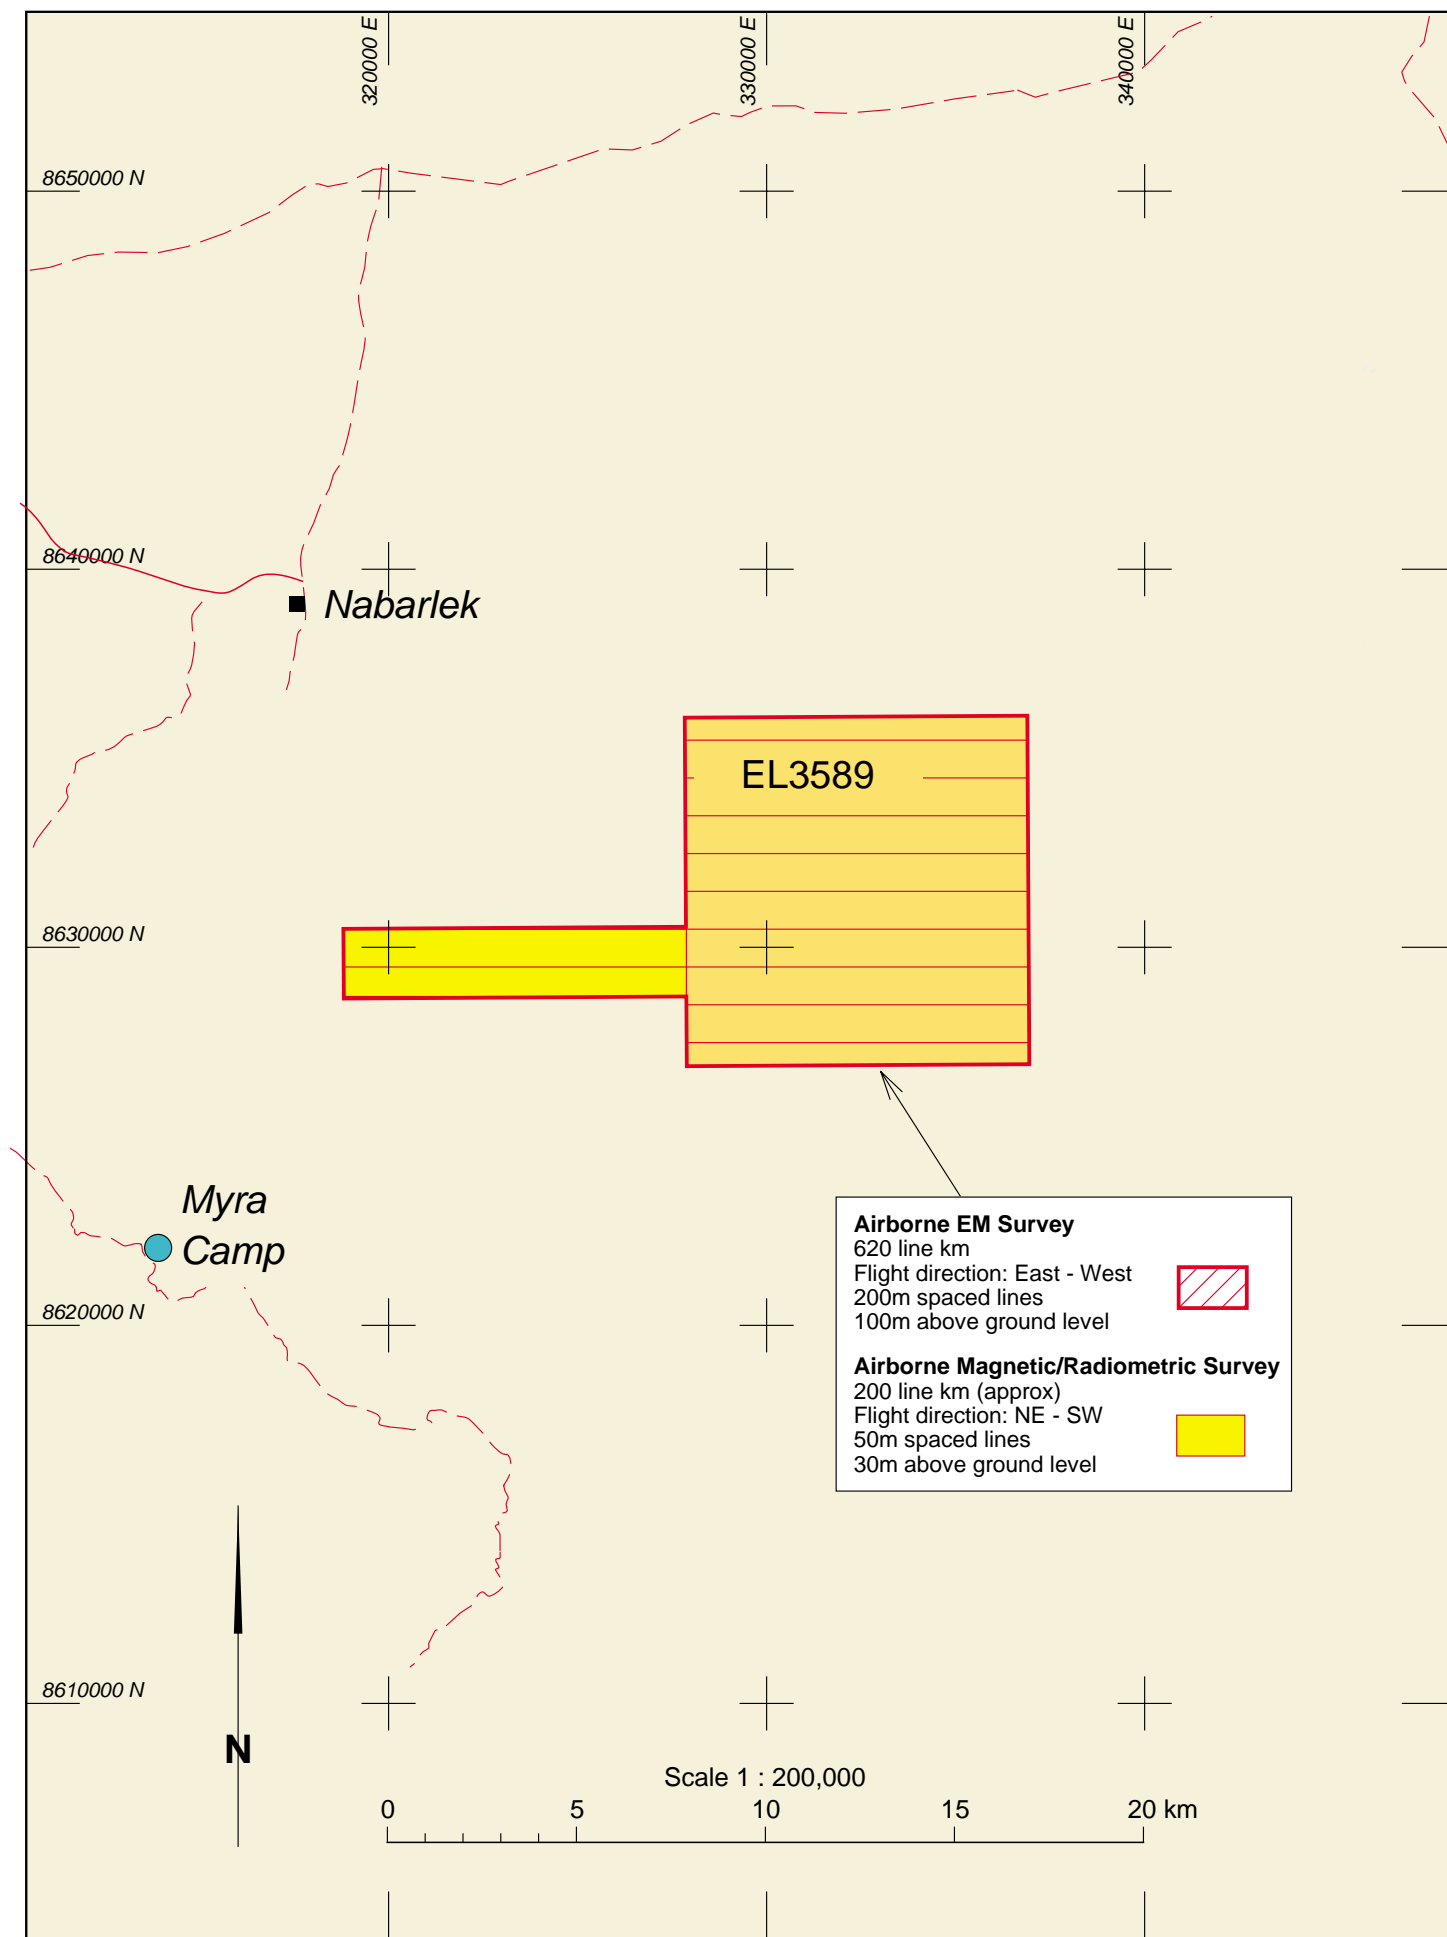 320000 E
330000 E
340000 E
8650000 N
8640000 N
Nabarlek
EL3589
8630000 N
Myra
Camp
8620000 N
Airborne EM Survey
620 line km
Flight direction: East - West
200m spaced lines
100m above ground level
Airborne Magnetic/Radiometric Survey
200 line km (approx)
Flight direction: NE - SW
50m spaced lines
30m above ground level
8610000 N
N
Scale 1 : 200,000
0 5 10 15 20 km